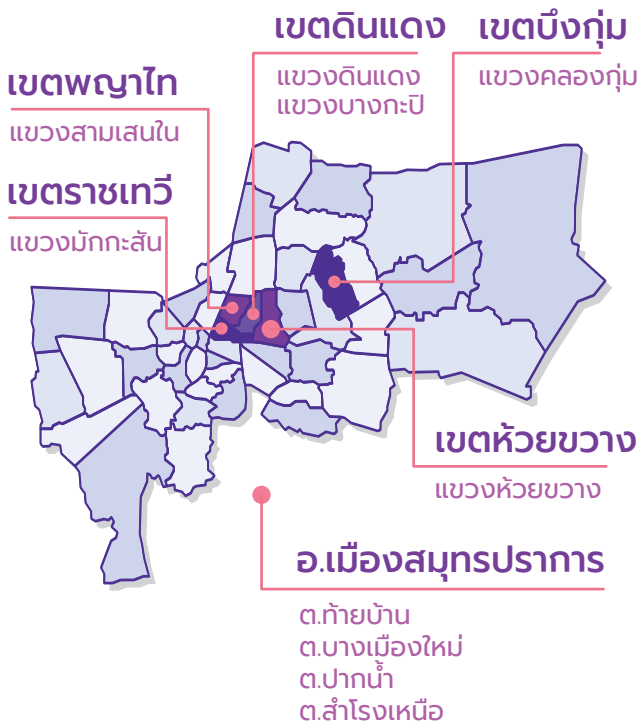 เขตดินแดง
แขวงดินแดง
แขวงบางกะปิ
เขตบึงกุ่ม
แขวงคลองกุ่ม
เขตพญาไท
แขวงสามเสนใน
เขตราชเทวี
แขวงมักกะสัน
เขตห้วยขวาง
แขวงห้วยขวาง
อ.เมืองสมุทรปราการ
ต.ท้ายบ้าน
ต.บางเมืองใหม่
ต.ปากน้ำ
ต.สำโรงเหนือ